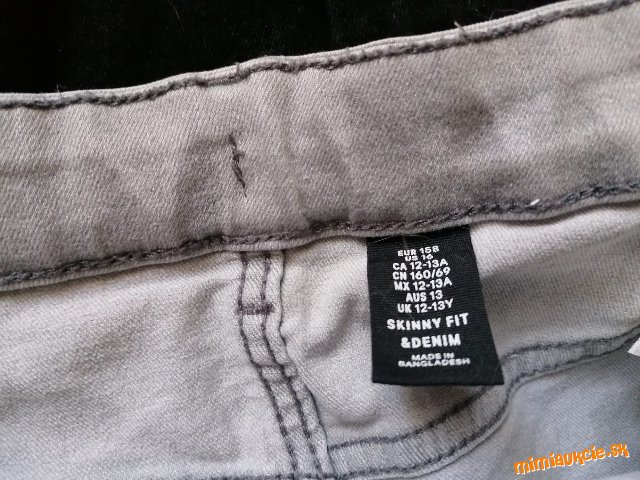 EUR 158
US 16
CA 12-13A
CN 160/69
MX 12-13A
AUS 13
UK 12-13Y
SKINNY FIT
&DENIM
MADE IN
BANGLADESH
mimiaukcie.sk